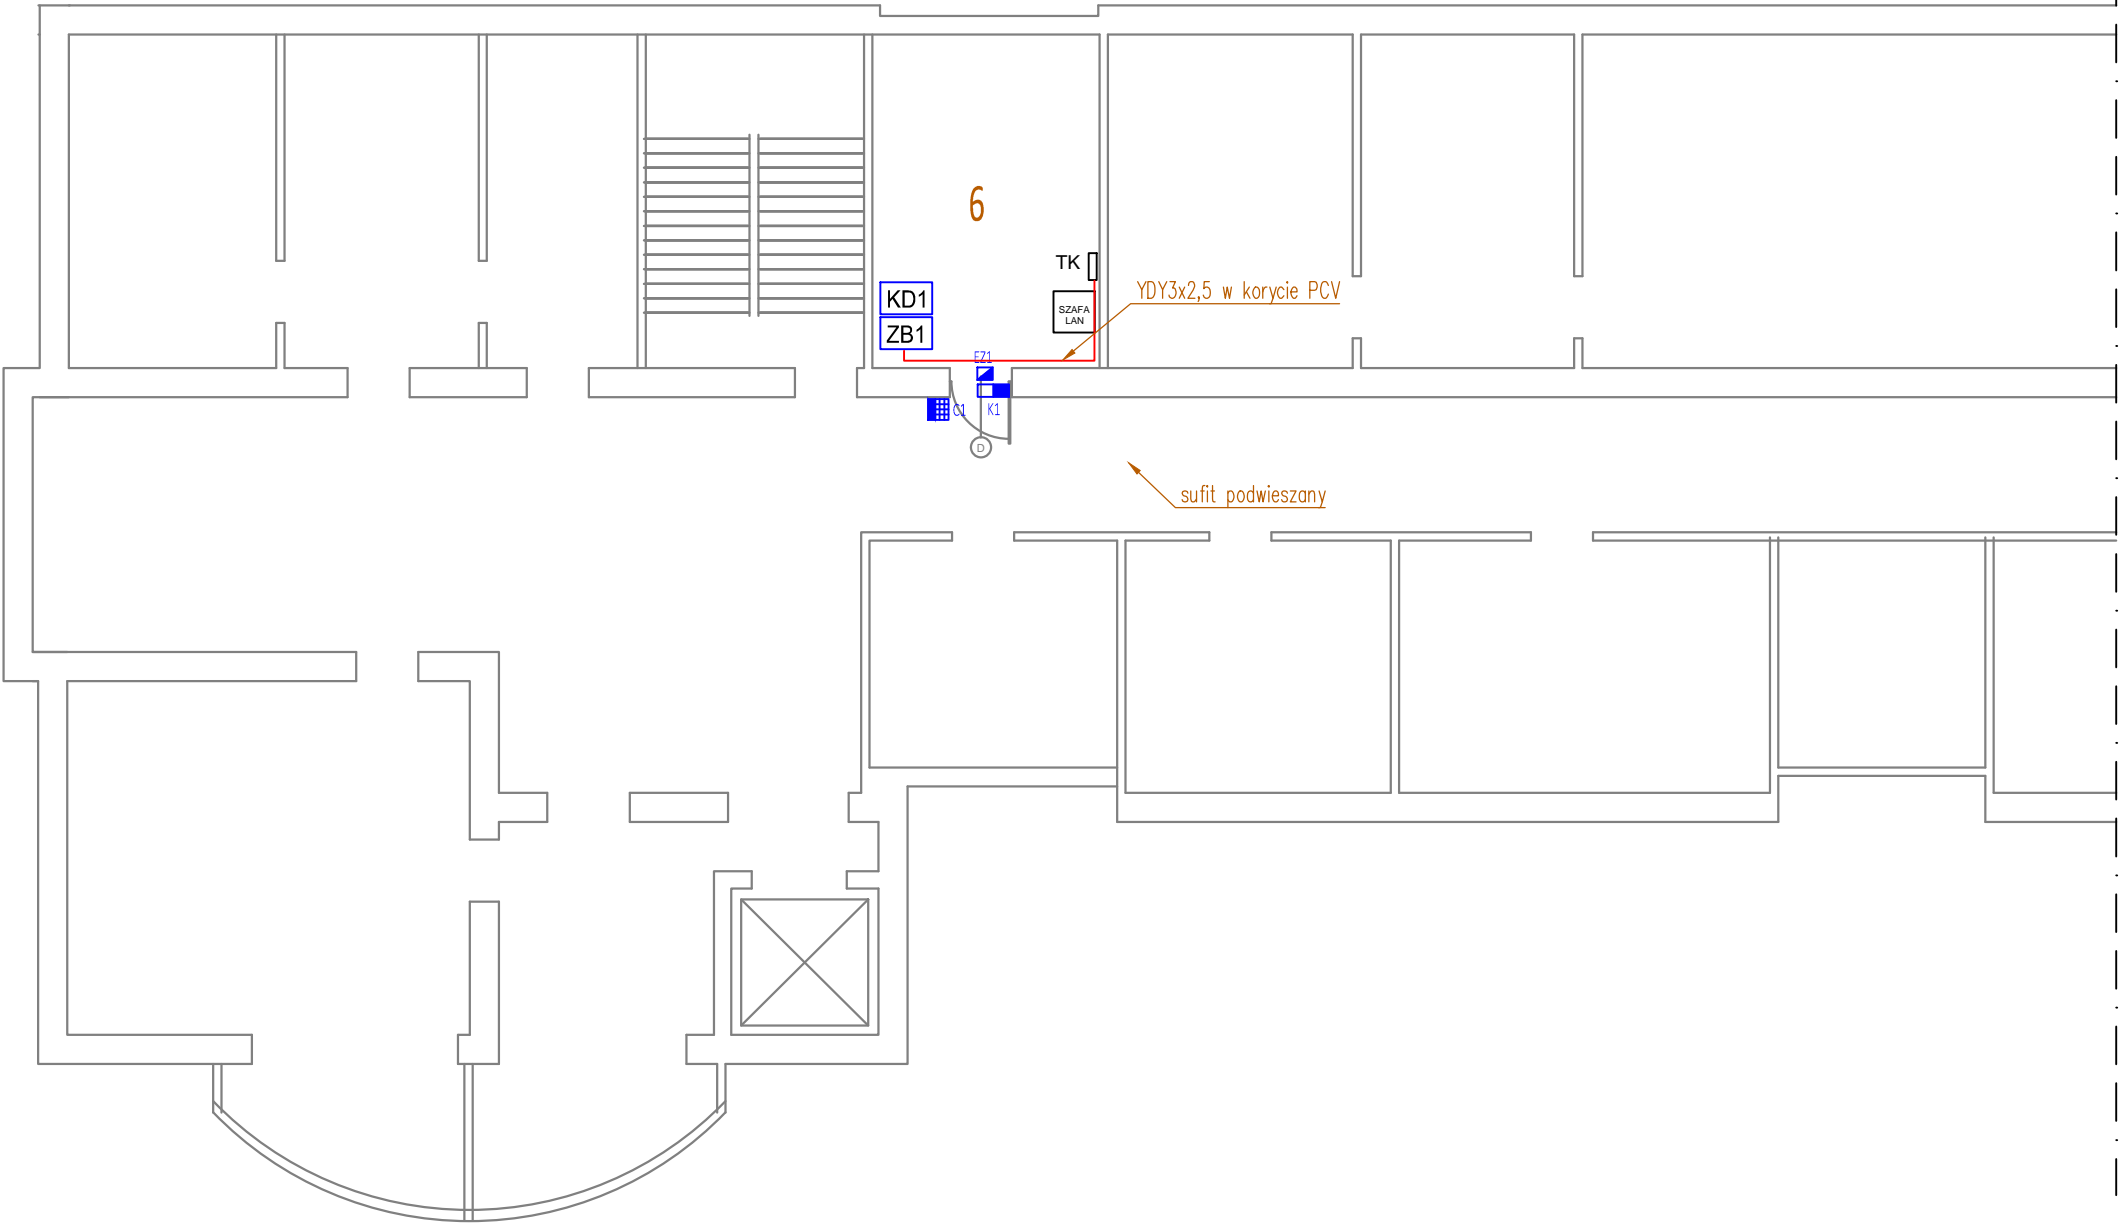 6
TK
YDY3x2,5 w korycie PCV
KD1
SZAFA
LAN
ZB1
EZ1
C1
K1
D
sufit podwieszany